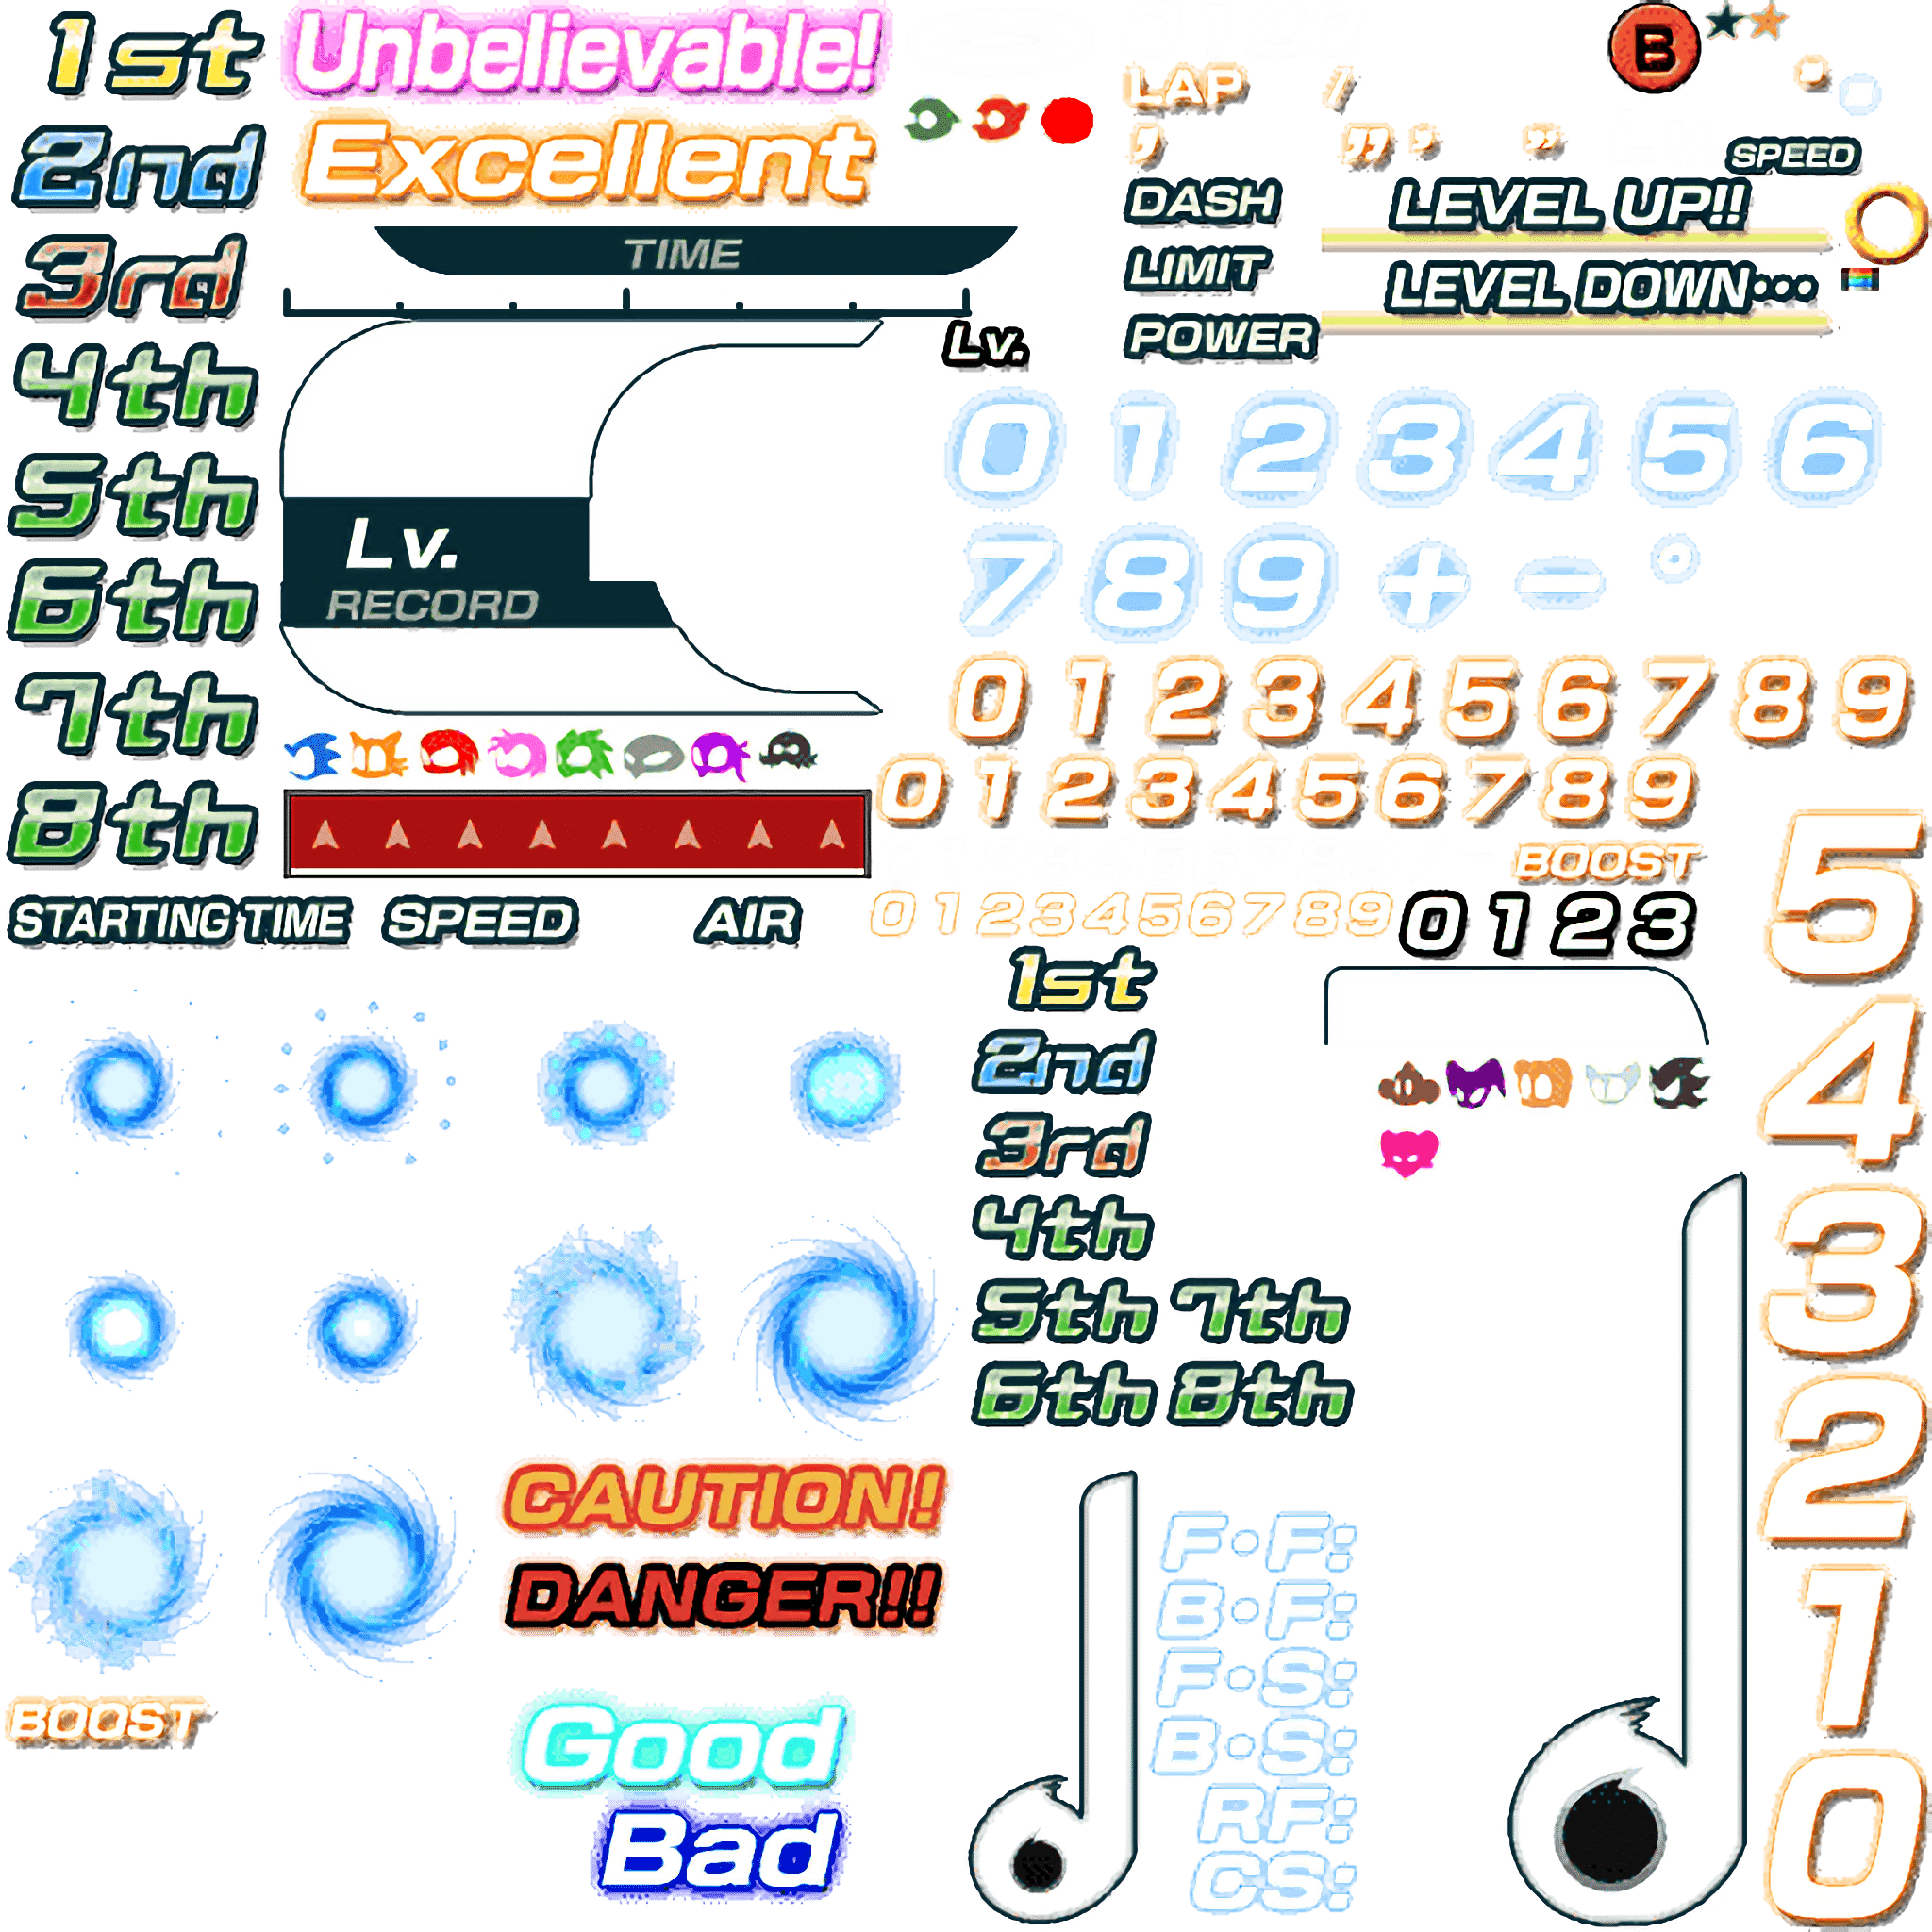 1st
Unbelievable!
B
2nd
Excellent
LAP /
’ ” ’ ”
SPEED
DASH
LEVEL UP!!
3rd
TIME
LIMIT
LEVEL DOWN•••
POWER
Lv.
4th
0 1 2 3 4 5 6
5th
Lv.
7 8 9 + - °
6th
RECORD
7th
0 1 2 3 4 5 6 7 8 9
0 1 2 3 4 5 6 7 8 9
8th
BOOST
STARTING TIME SPEED AIR
0 1 2 3 4 5 6 7 8 9
0 1 2 3
5
1st
2nd
4
3rd
4th
3
5th 7th
6th 8th
2
CAUTION!
F•F:
DANGER!!
B•F:
F•S:
1
BOOST
Good
B•S:
RF:
Bad
CS:
0